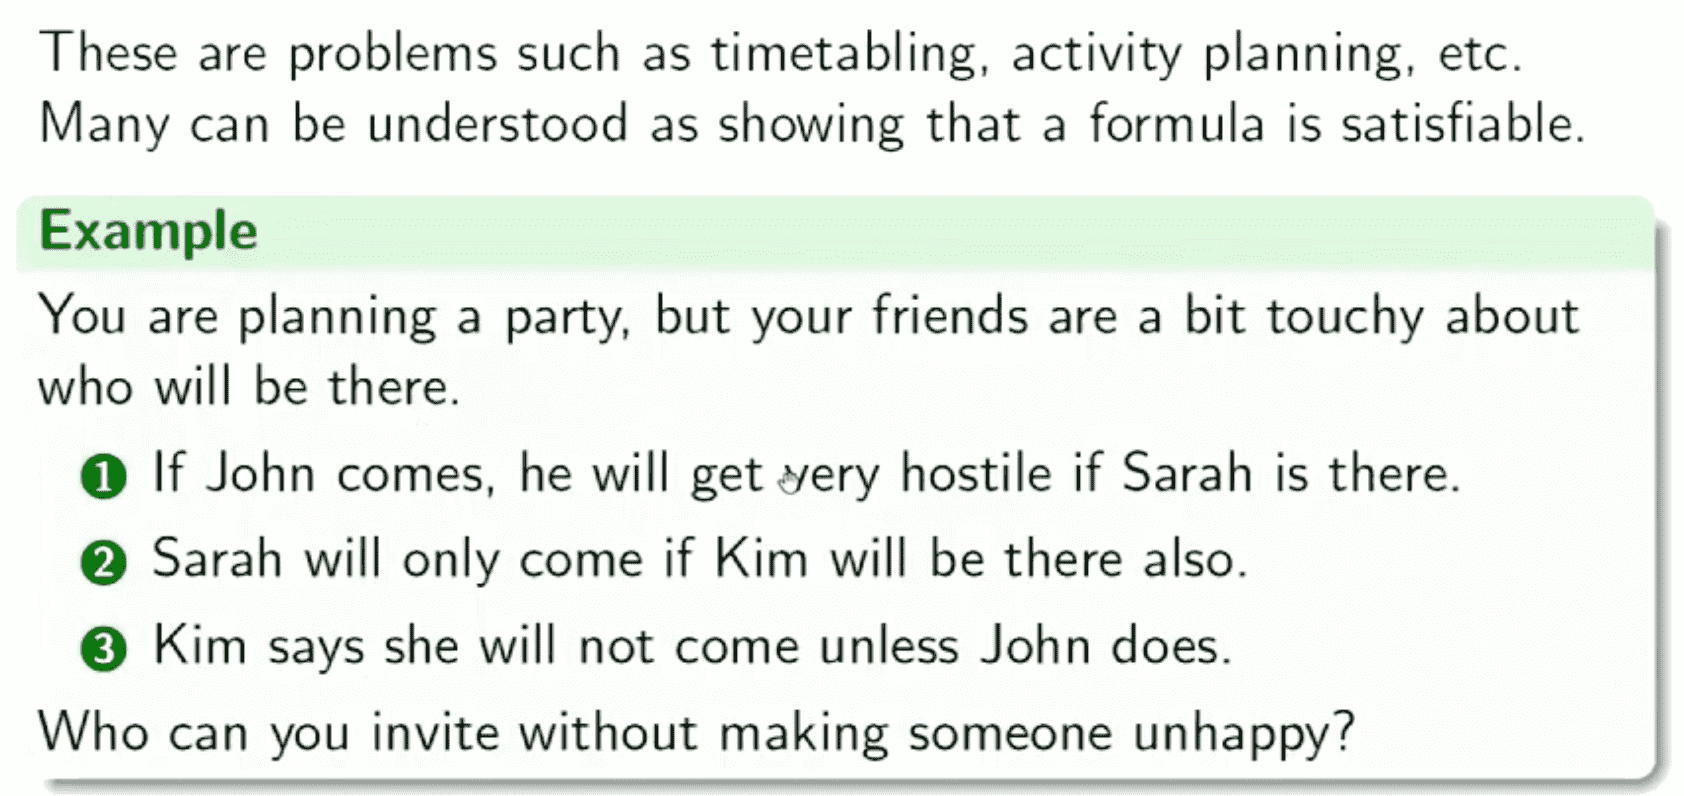 These are problems such as timetabling, activity planning, etc.
Many can be understood as showing that a formula is satisfiable.
Example
You are planning a party, but your friends are a bit touchy about
who will be there.
1 If John comes, he will get very hostile if Sarah is there.
2 Sarah will only come if Kim will be there also.
3 Kim says she will not come unless John does.
Who can you invite without making someone unhappy?